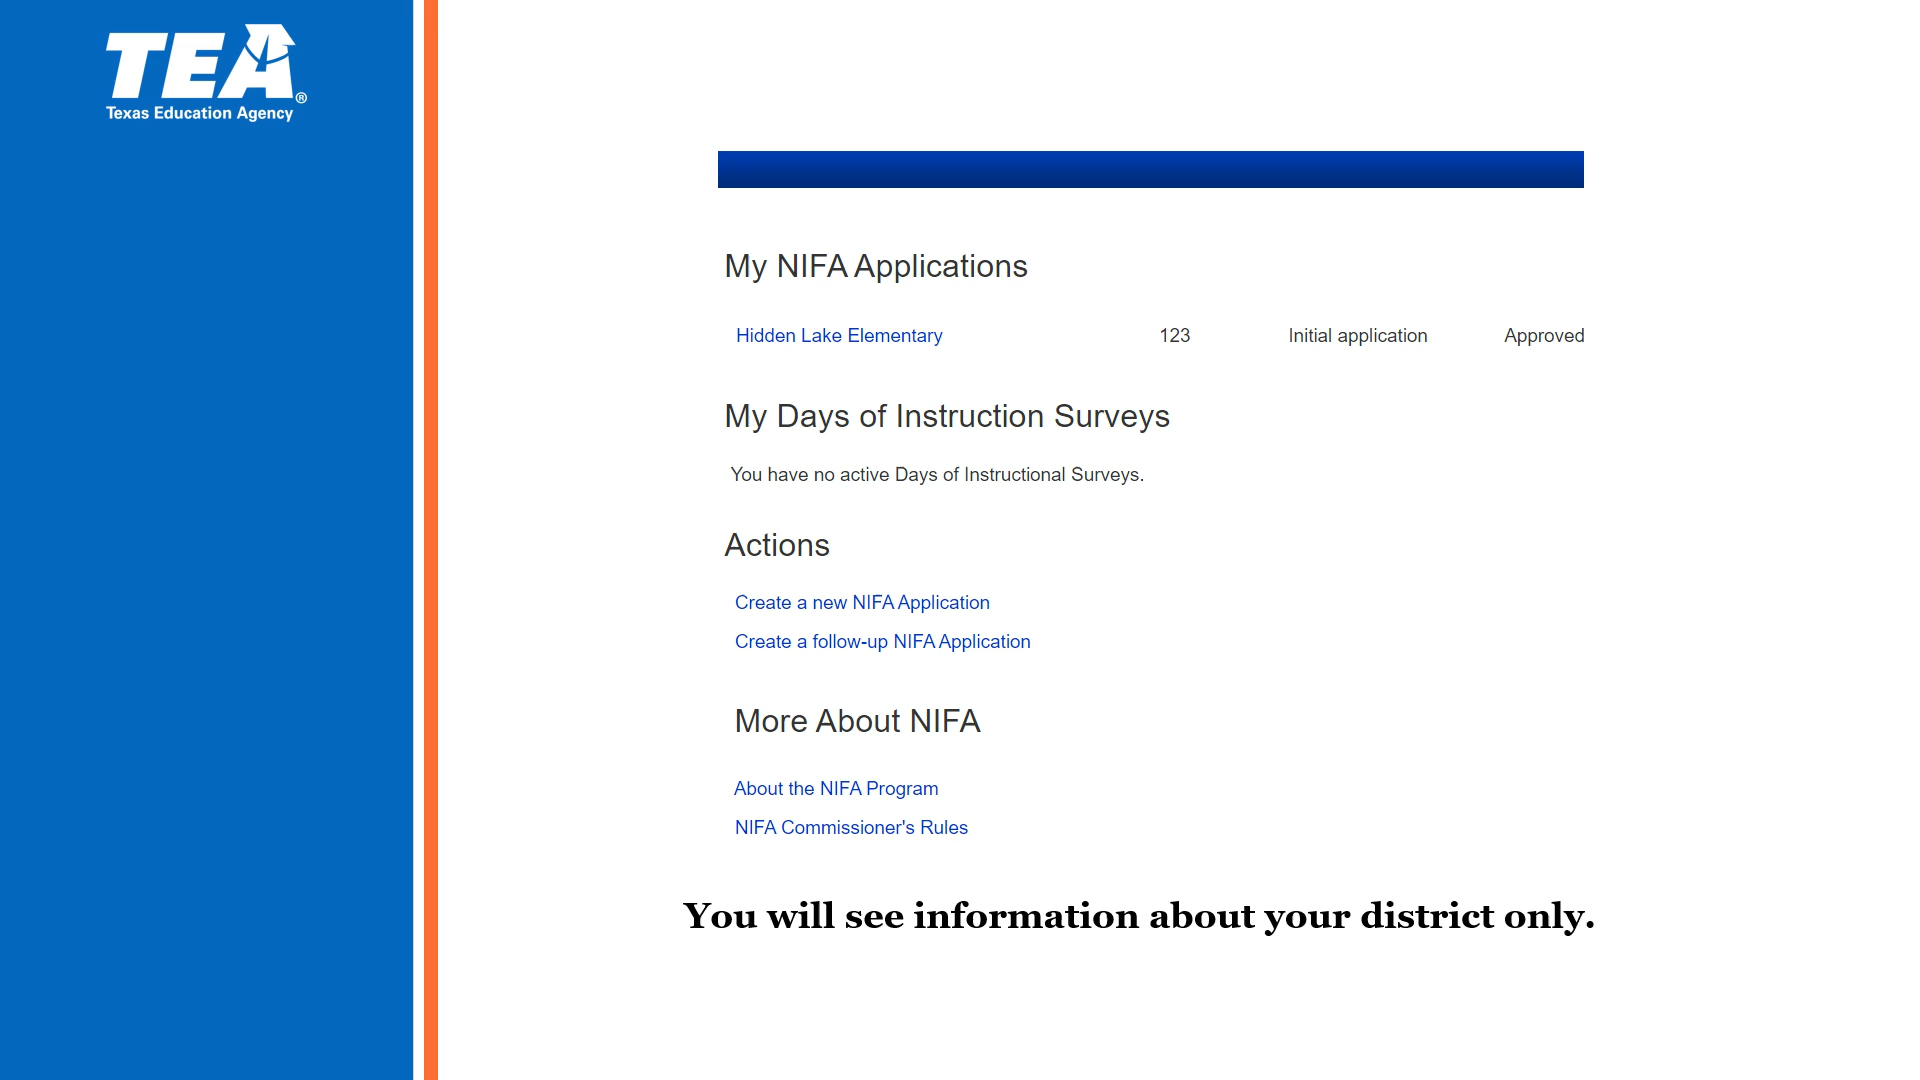 TEA®
Texas Education Agency
My NIFA Applications
Hidden Lake Elementary 123 Initial application Approved
My Days of Instruction Surveys
You have no active Days of Instructional Surveys.
Actions
Create a new NIFA Application
Create a follow-up NIFA Application
More About NIFA
About the NIFA Program
NIFA Commissioner's Rules
You will see information about your district only.